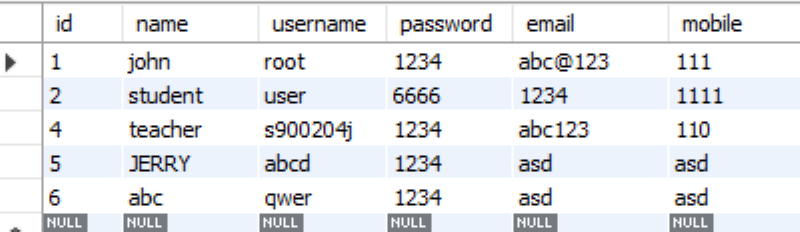 id name username password email mobile
1 john root 1234 abc@123 111
2 student user 6666 1234 1111
4 teacher s900204j 1234 abc123 110
5 JERRY abcd 1234 asd asd
6 abc qwer 1234 asd asd
NULL NULL NULL NULL NULL NULL